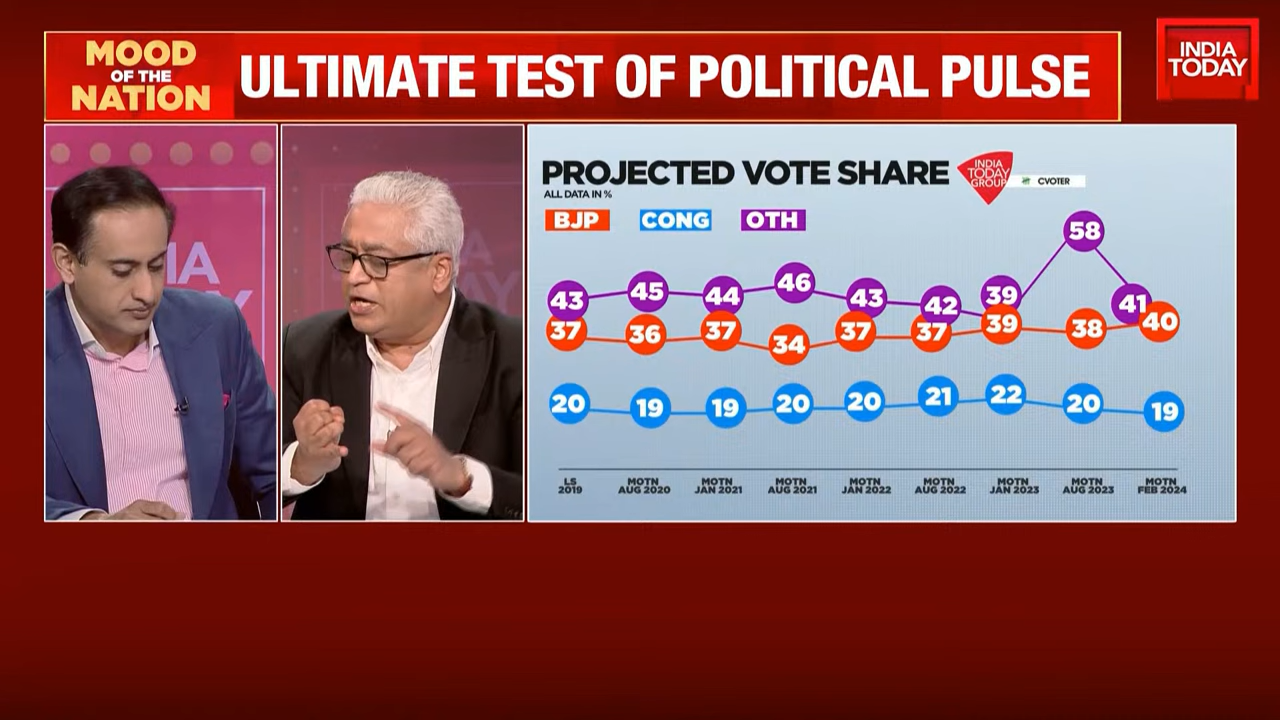 MOOD
OF THE
NATION
ULTIMATE TEST OF POLITICAL PULSE
INDIA
TODAY
PROJECTED VOTE SHARE
ALL DATA IN %
INDIA
TODAY
GROUP
CVOTER
BJP CONG OTH
43 45 44 46 43 42 39 58 41
37 36 37 34 37 37 39 38 40
20 19 19 20 20 21 22 20 19
LS
2019
MOTN
AUG 2020
MOTN
JAN 2021
MOTN
AUG 2021
MOTN
JAN 2022
MOTN
AUG 2022
MOTN
JAN 2023
MOTN
AUG 2023
MOTN
FEB 2024